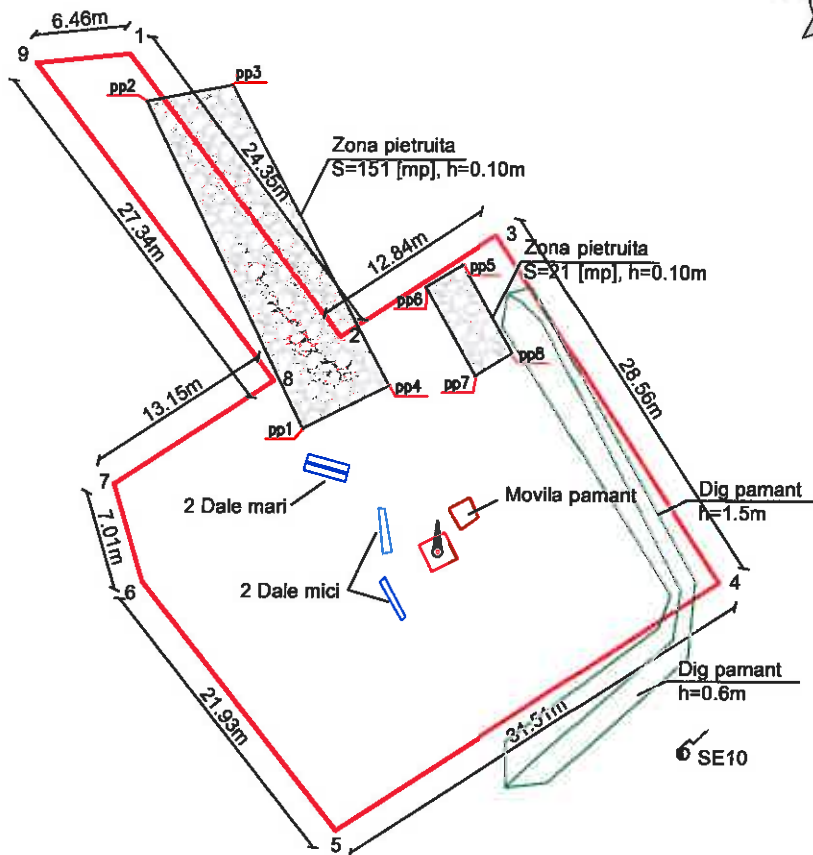 6.46m
9
1
pp3
pp2
Zona pietruita
S=151 [mp], h=0.10m
24.35m
27.34m
12.84m
3
Zona pietruita
S=21 [mp], h=0.10m
pp5
pp6
2
pp8
pp7
8
pp4
28.56m
13.15m
pp1
7
2 Dale mari
Movila pamant
Dig pamant
h=1.5m
7.01m
6
2 Dale mici
4
Dig pamant
h=0.6m
21.93m
31.51m
SE10
5